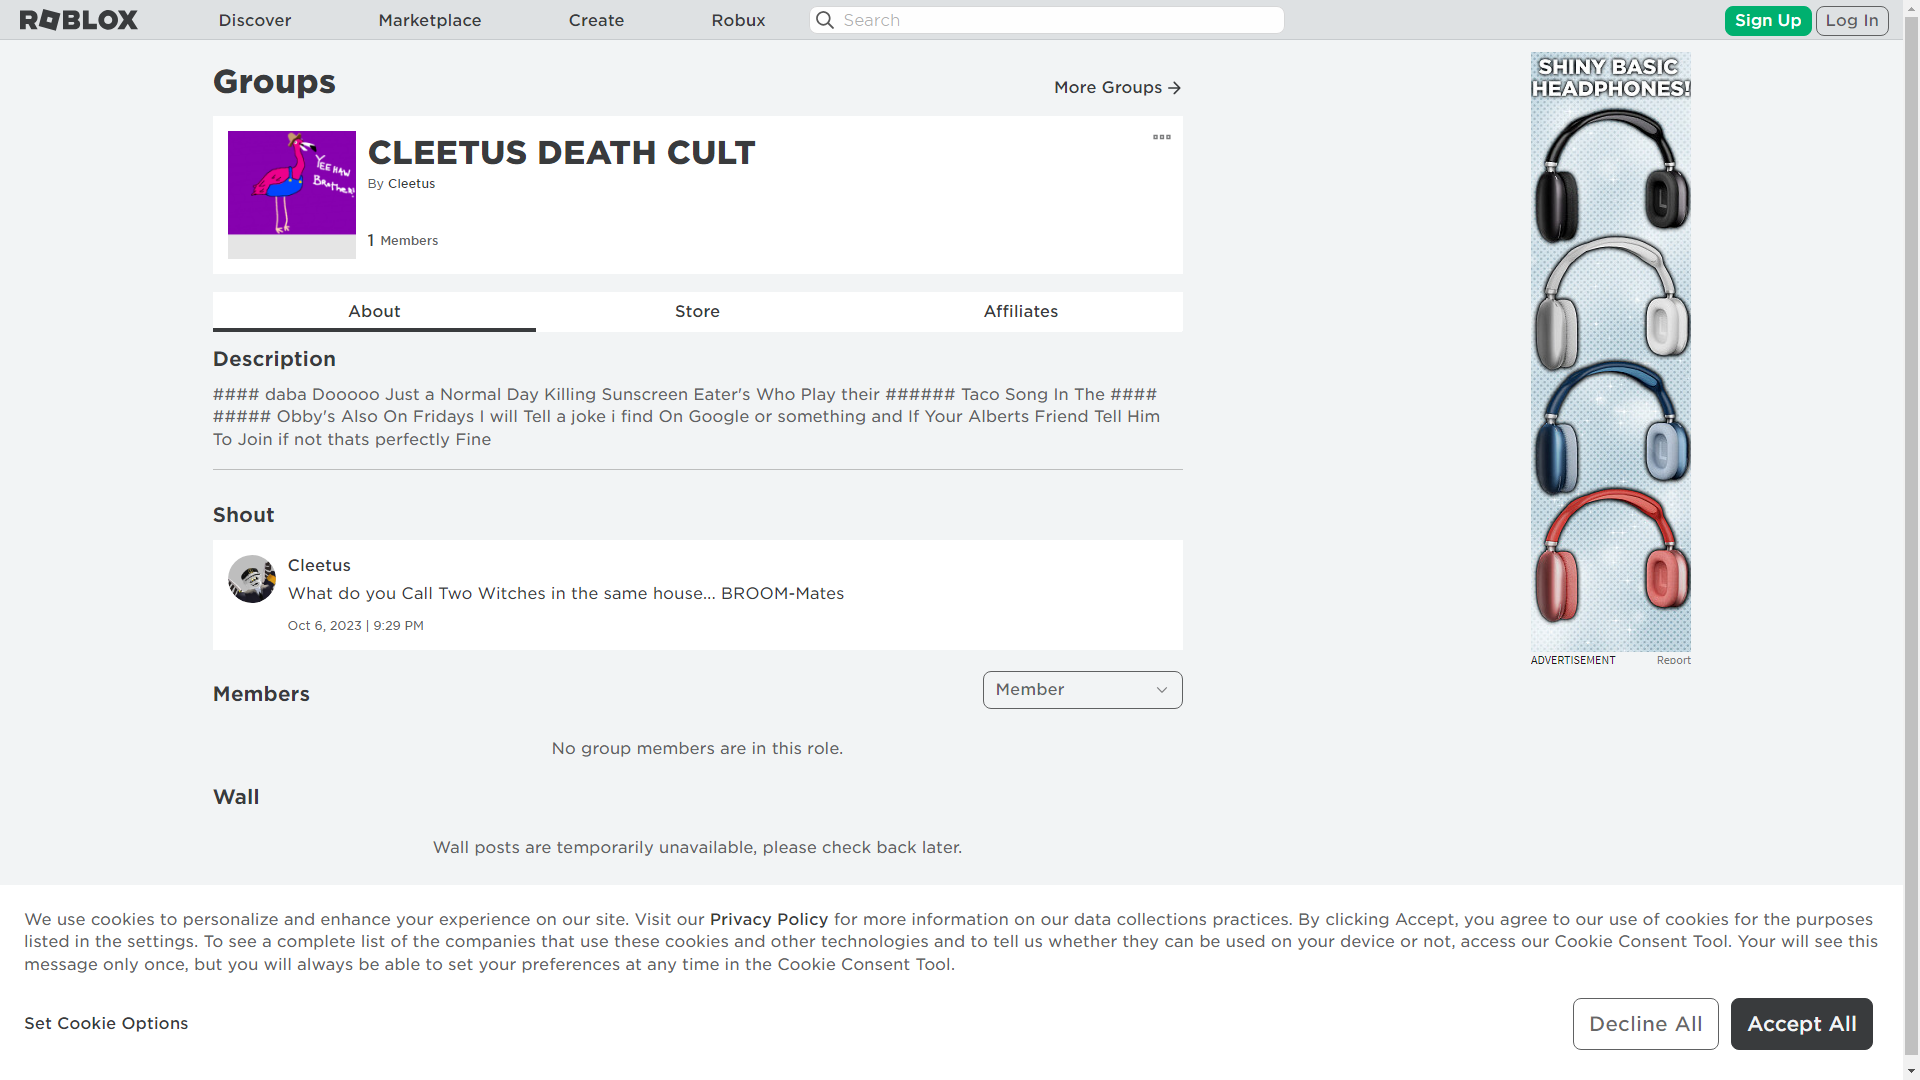 ROBLOX Discover Marketplace Create Robux Search Sign Up Log In
Groups
More Groups
YEE HAW
Brother!
CLEETUS DEATH CULT
By Cleetus
1 Members
About Store Affiliates
Description
#### daba Dooooo Just a Normal Day Killing Sunscreen Eater's Who Play their ###### Taco Song In The ####
##### Obby's Also On Fridays I will Tell a joke i find On Google or something and If Your Alberts Friend Tell Him
To Join if not thats perfectly Fine
Shout
Cleetus
What do you Call Two Witches in the same house... BROOM-Mates
Oct 6, 2023 | 9:29 PM
Members
Member
No group members are in this role.
Wall
Wall posts are temporarily unavailable, please check back later.
SHINY BASIC
HEADPHONES!
ADVERTISEMENT Report
We use cookies to personalize and enhance your experience on our site. Visit our Privacy Policy for more information on our data collections practices. By clicking Accept, you agree to our use of cookies for the purposes
listed in the settings. To see a complete list of the companies that use these cookies and other technologies and to tell us whether they can be used on your device or not, access our Cookie Consent Tool. Your will see this
message only once, but you will always be able to set your preferences at any time in the Cookie Consent Tool.
Set Cookie Options
Decline All
Accept All